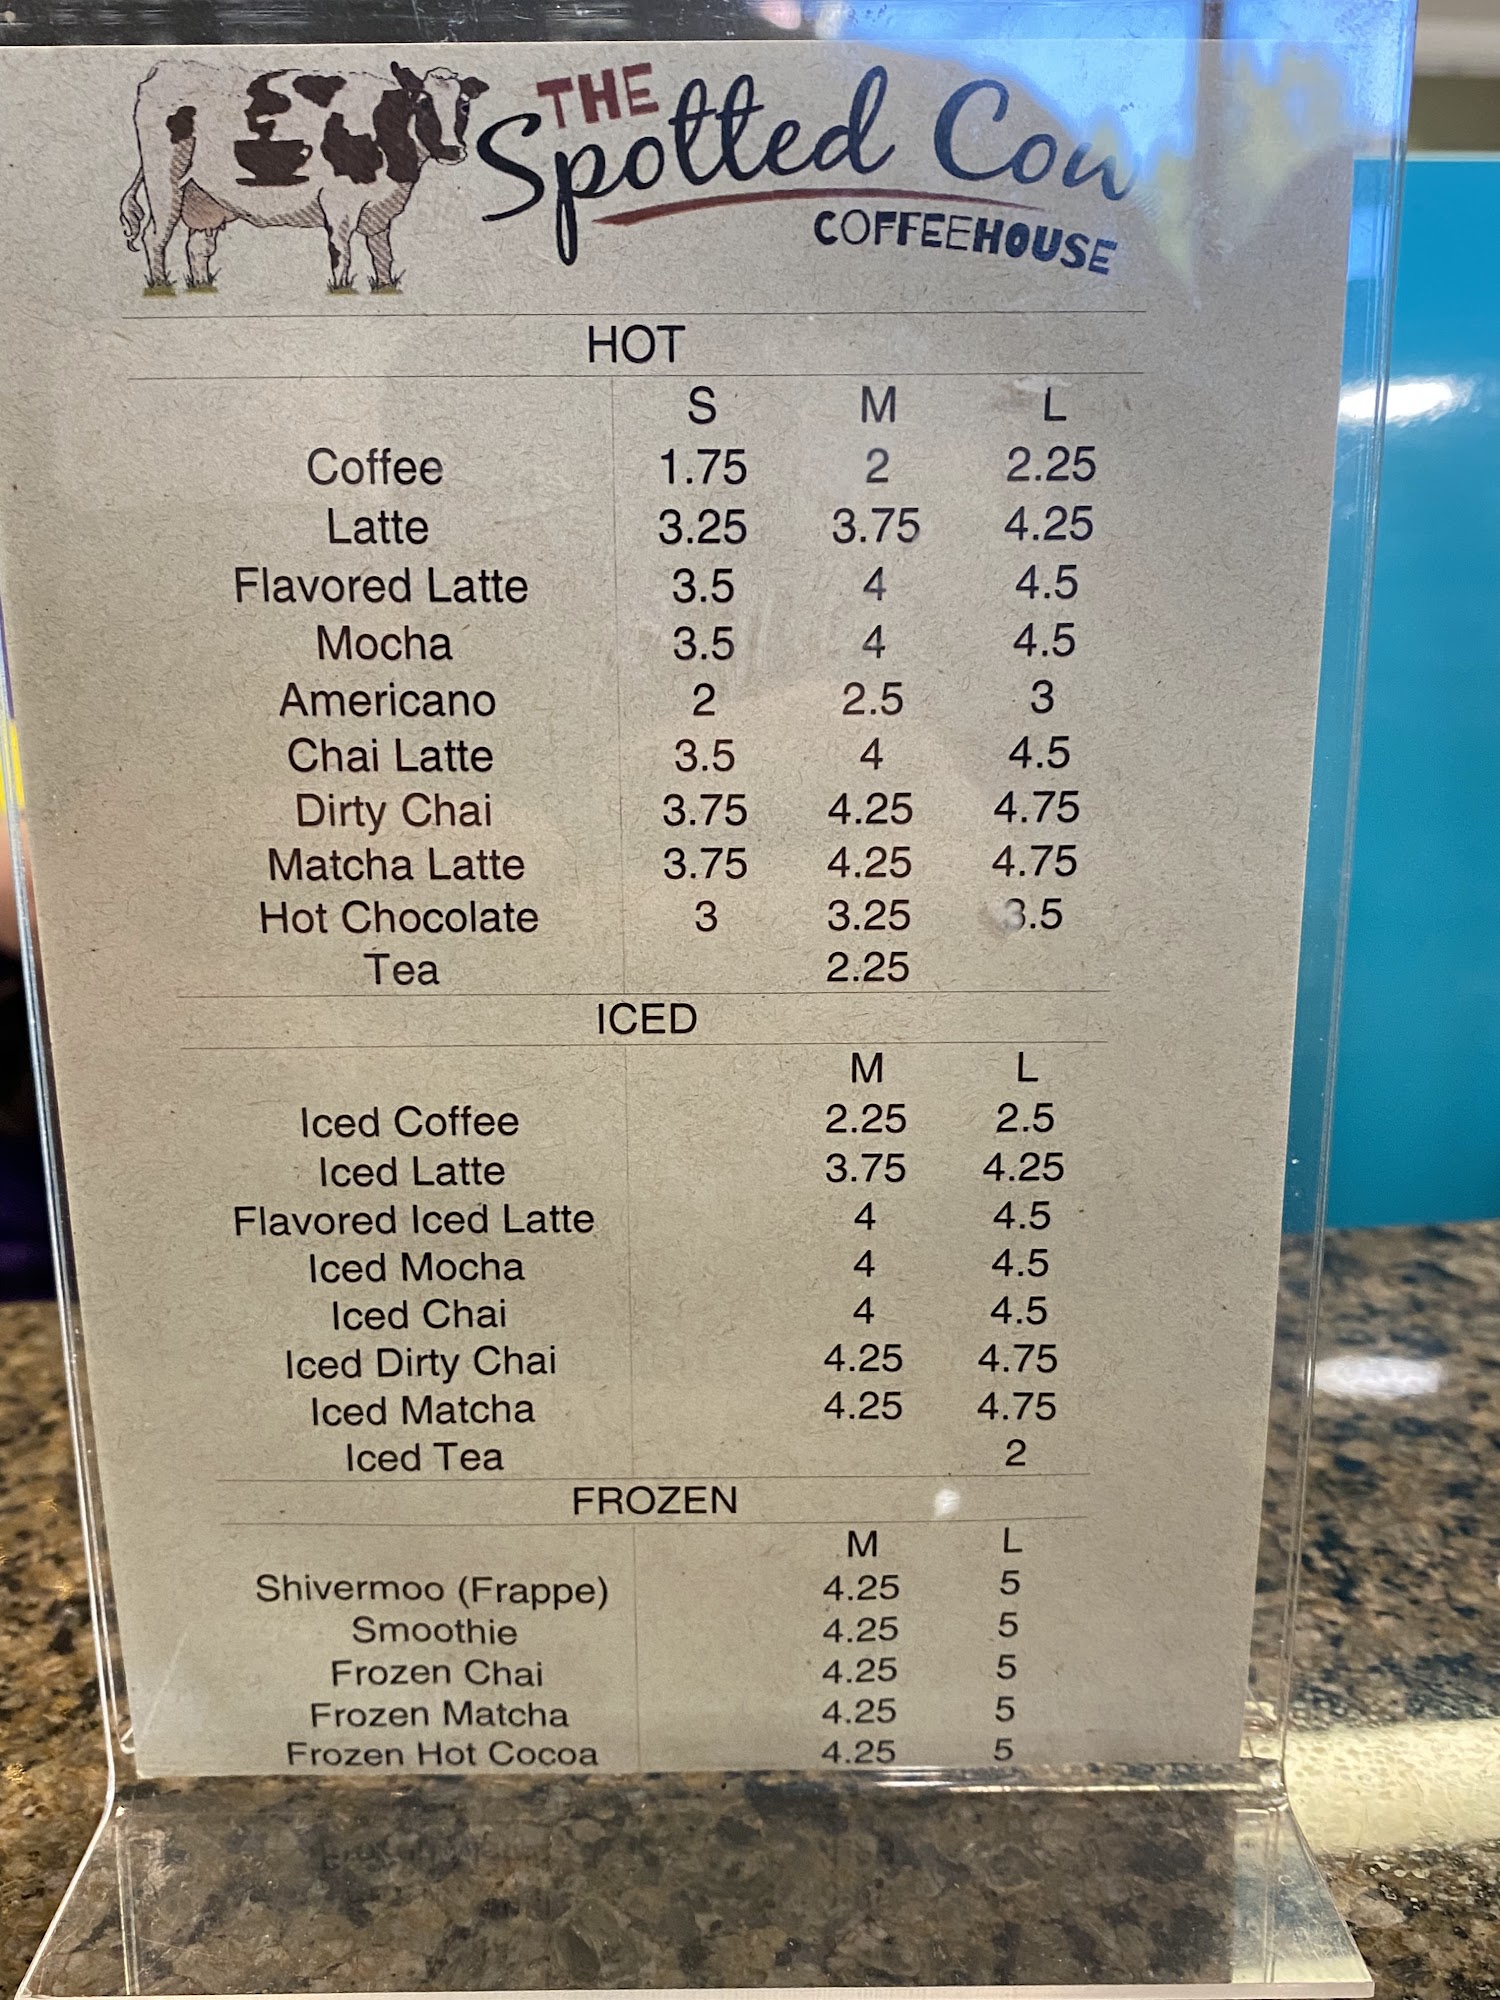 THE
Spotted Cow
COFFEEHOUSE
HOT
S M L
Coffee 1.75 2 2.25
Latte 3.25 3.75 4.25
Flavored Latte 3.5 4 4.5
Mocha 3.5 4 4.5
Americano 2 2.5 3
Chai Latte 3.5 4 4.5
Dirty Chai 3.75 4.25 4.75
Matcha Latte 3.75 4.25 4.75
Hot Chocolate 3 3.25 3.5
Tea 2.25
ICED
M L
Iced Coffee 2.25 2.5
Iced Latte 3.75 4.25
Flavored Iced Latte 4 4.5
Iced Mocha 4 4.5
Iced Chai 4 4.5
Iced Dirty Chai 4.25 4.75
Iced Matcha 4.25 4.75
Iced Tea 2
FROZEN
M L
Shivermoo (Frappe) 4.25 5
Smoothie 4.25 5
Frozen Chai 4.25 5
Frozen Matcha 4.25 5
Frozen Hot Cocoa 4.25 5